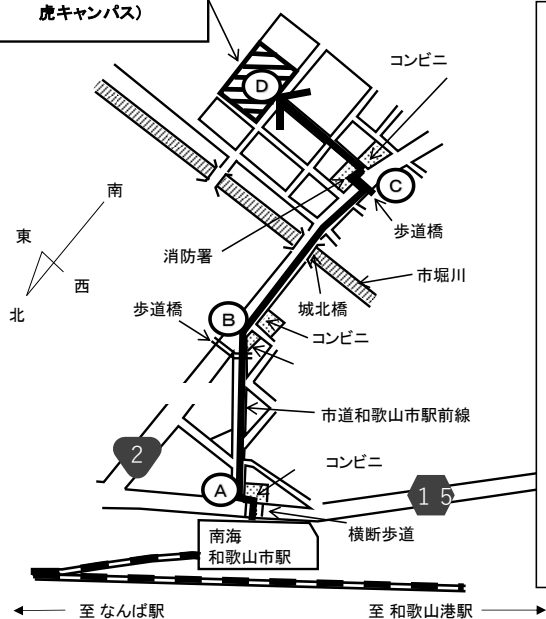 虎キャンパス）
コンビニ
D
C
南
東
西
北
歩道橋
消防署
市堀川
歩道橋
B
城北橋
コンビニ
市道和歌山市駅前線
2
コンビニ
A
15
横断歩道
南海
和歌山市駅
至 なんば駅
至 和歌山港駅